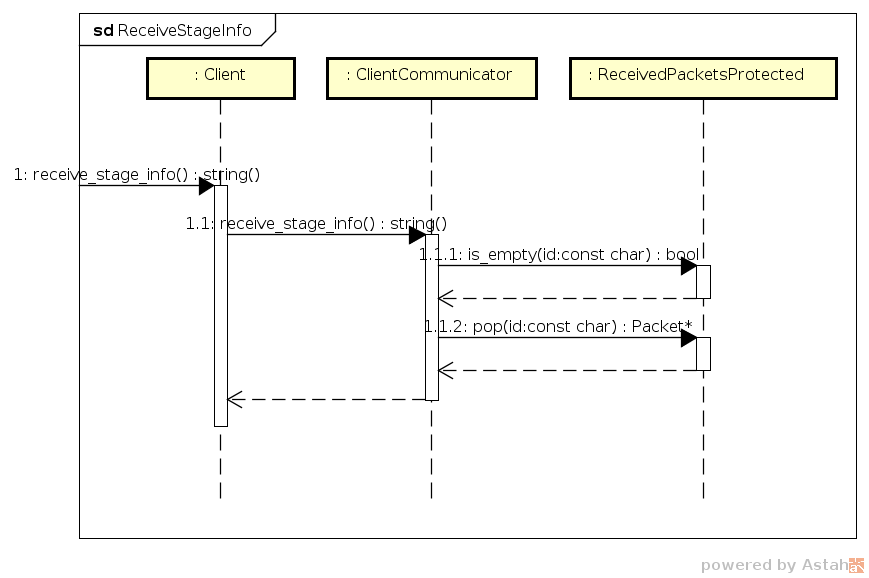 sd ReceiveStageInfo
: Client
: ClientCommunicator
: ReceivedPacketsProtected
1: receive_stage_info() : string()
1.1: receive_stage_info() : string()
1.1.1: is_empty(id:const char) : bool
1.1.2: pop(id:const char) : Packet*
powered by Astah